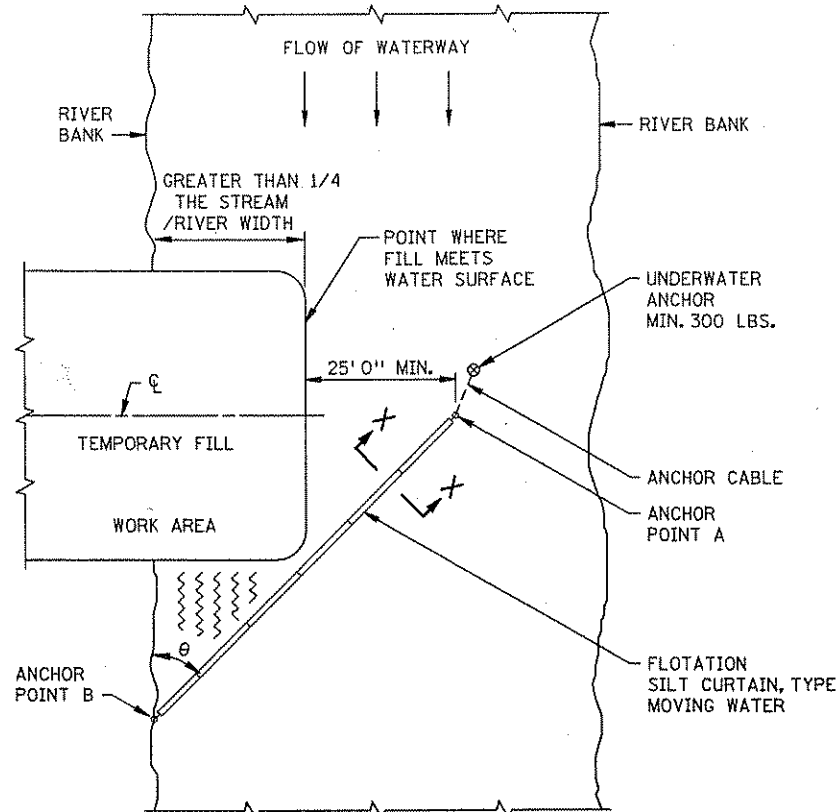 FLOW OF WATERWAY
RIVER
BANK
RIVER BANK
GREATER THAN 1/4
THE STREAM
/RIVER WIDTH
POINT WHERE
FILL MEETS
WATER SURFACE
UNDERWATER
ANCHOR
MIN. 300 LBS.
25'0" MIN.
℄
TEMPORARY FILL
X
X
ANCHOR CABLE
ANCHOR
POINT A
WORK AREA
θ
ANCHOR
POINT B
FLOTATION
SILT CURTAIN, TYPE
MOVING WATER